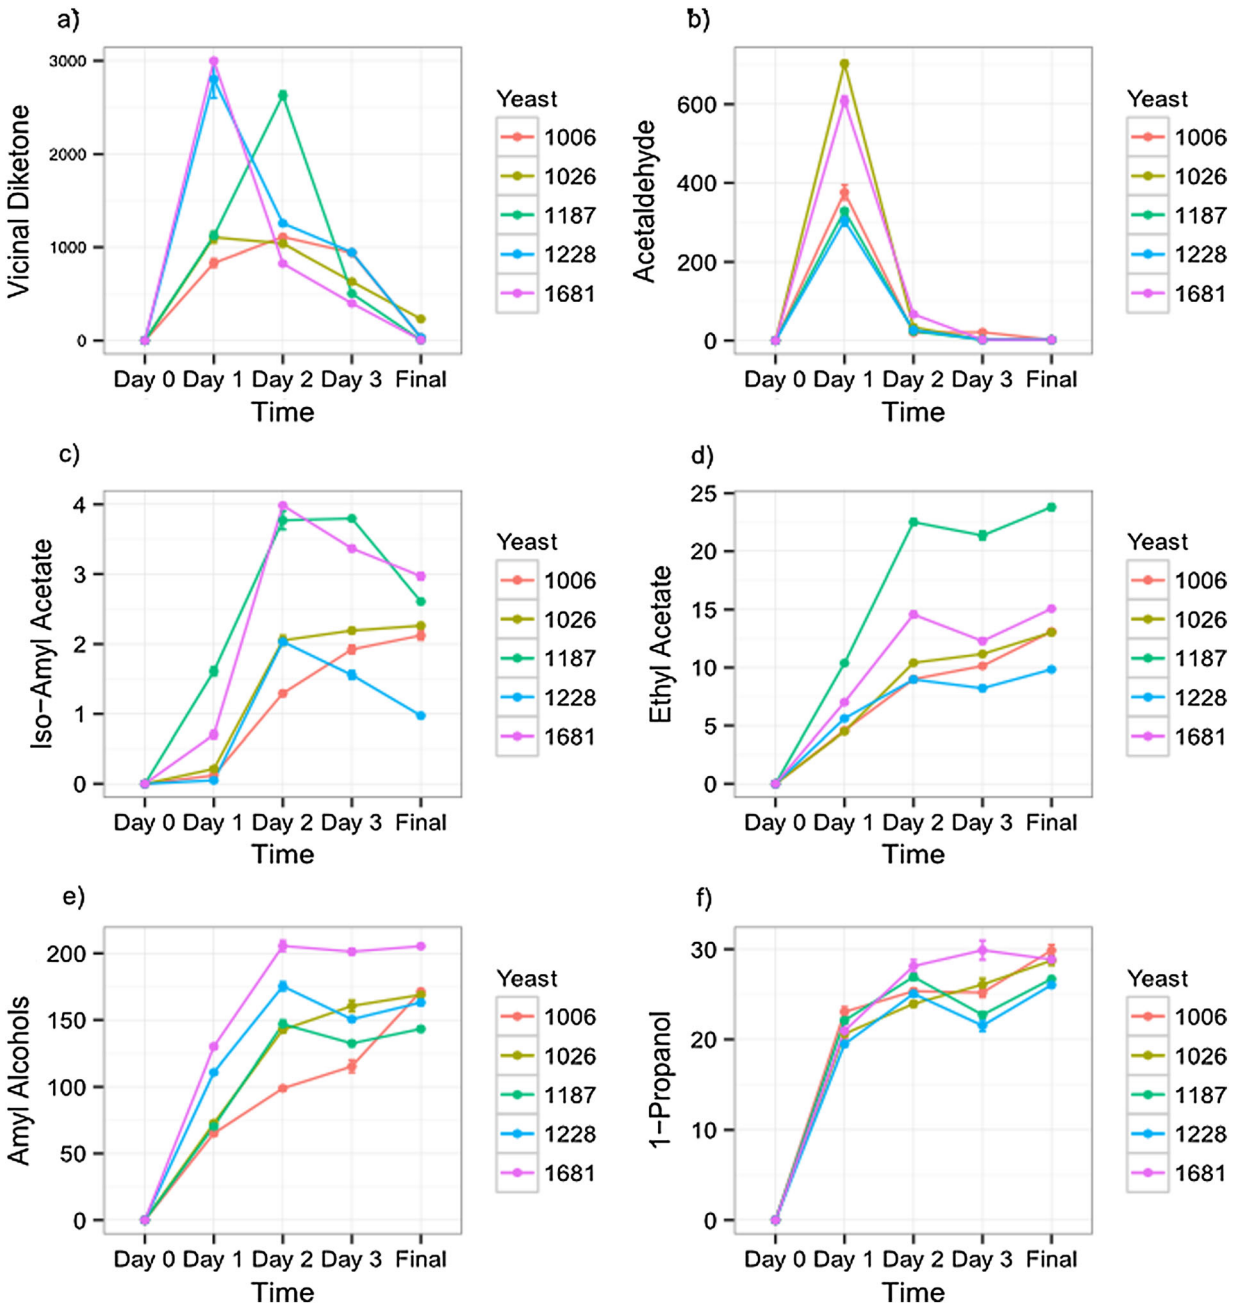 a)
Vicinal Diketone
3000
2000
1000
0
Day 0 Day 1 Day 2 Day 3 Final
Time
Yeast
1006
1026
1187
1228
1681
b)
Acetaldehyde
600
400
200
0
Day 0 Day 1 Day 2 Day 3 Final
Time
Yeast
1006
1026
1187
1228
1681
c)
Iso-Amyl Acetate
4
3
2
1
0
Day 0 Day 1 Day 2 Day 3 Final
Time
Yeast
1006
1026
1187
1228
1681
d)
Ethyl Acetate
25
20
15
10
5
0
Day 0 Day 1 Day 2 Day 3 Final
Time
Yeast
1006
1026
1187
1228
1681
e)
Amyl Alcohols
200
150
100
50
0
Day 0 Day 1 Day 2 Day 3 Final
Time
Yeast
1006
1026
1187
1228
1681
f)
1-Propanol
30
20
10
0
Day 0 Day 1 Day 2 Day 3 Final
Time
Yeast
1006
1026
1187
1228
1681